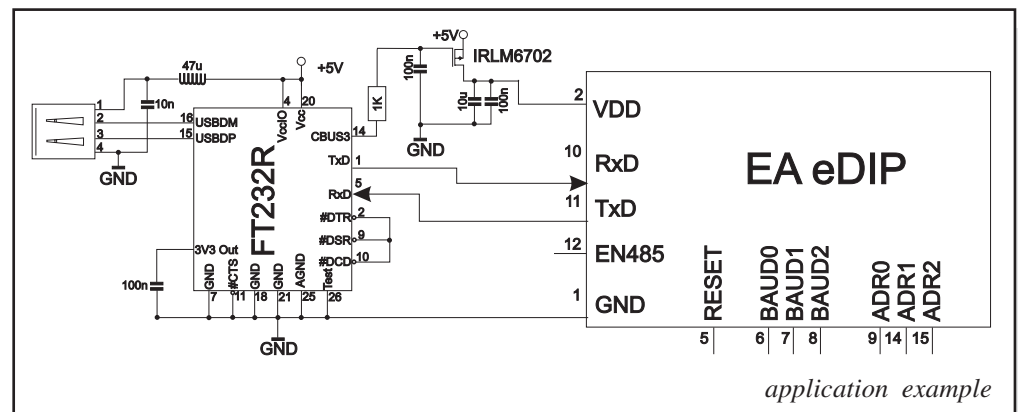 +5V
IRLM6702
100n
1K
10u
100n
GND
47u
+5V
10n
1
2
3
4
GND
16 USBDM
15 USBDP
4
VccIO
20
Vcc
CBUS3 14
TxD 1
5
RxD
#DTR 2
#DSR 9
#DCD 10
FT232R
3V3 Out
100n
GND
7
#CTS
11
GND
18
GND
21
AGND
25
Test
26
GND
2 VDD
10 RxD
11 TxD
12 EN485
1 GND
EA eDIP
RESET
5
BAUD0
6
BAUD1
7
BAUD2
8
ADR0
9
ADR1
14
ADR2
15
application example